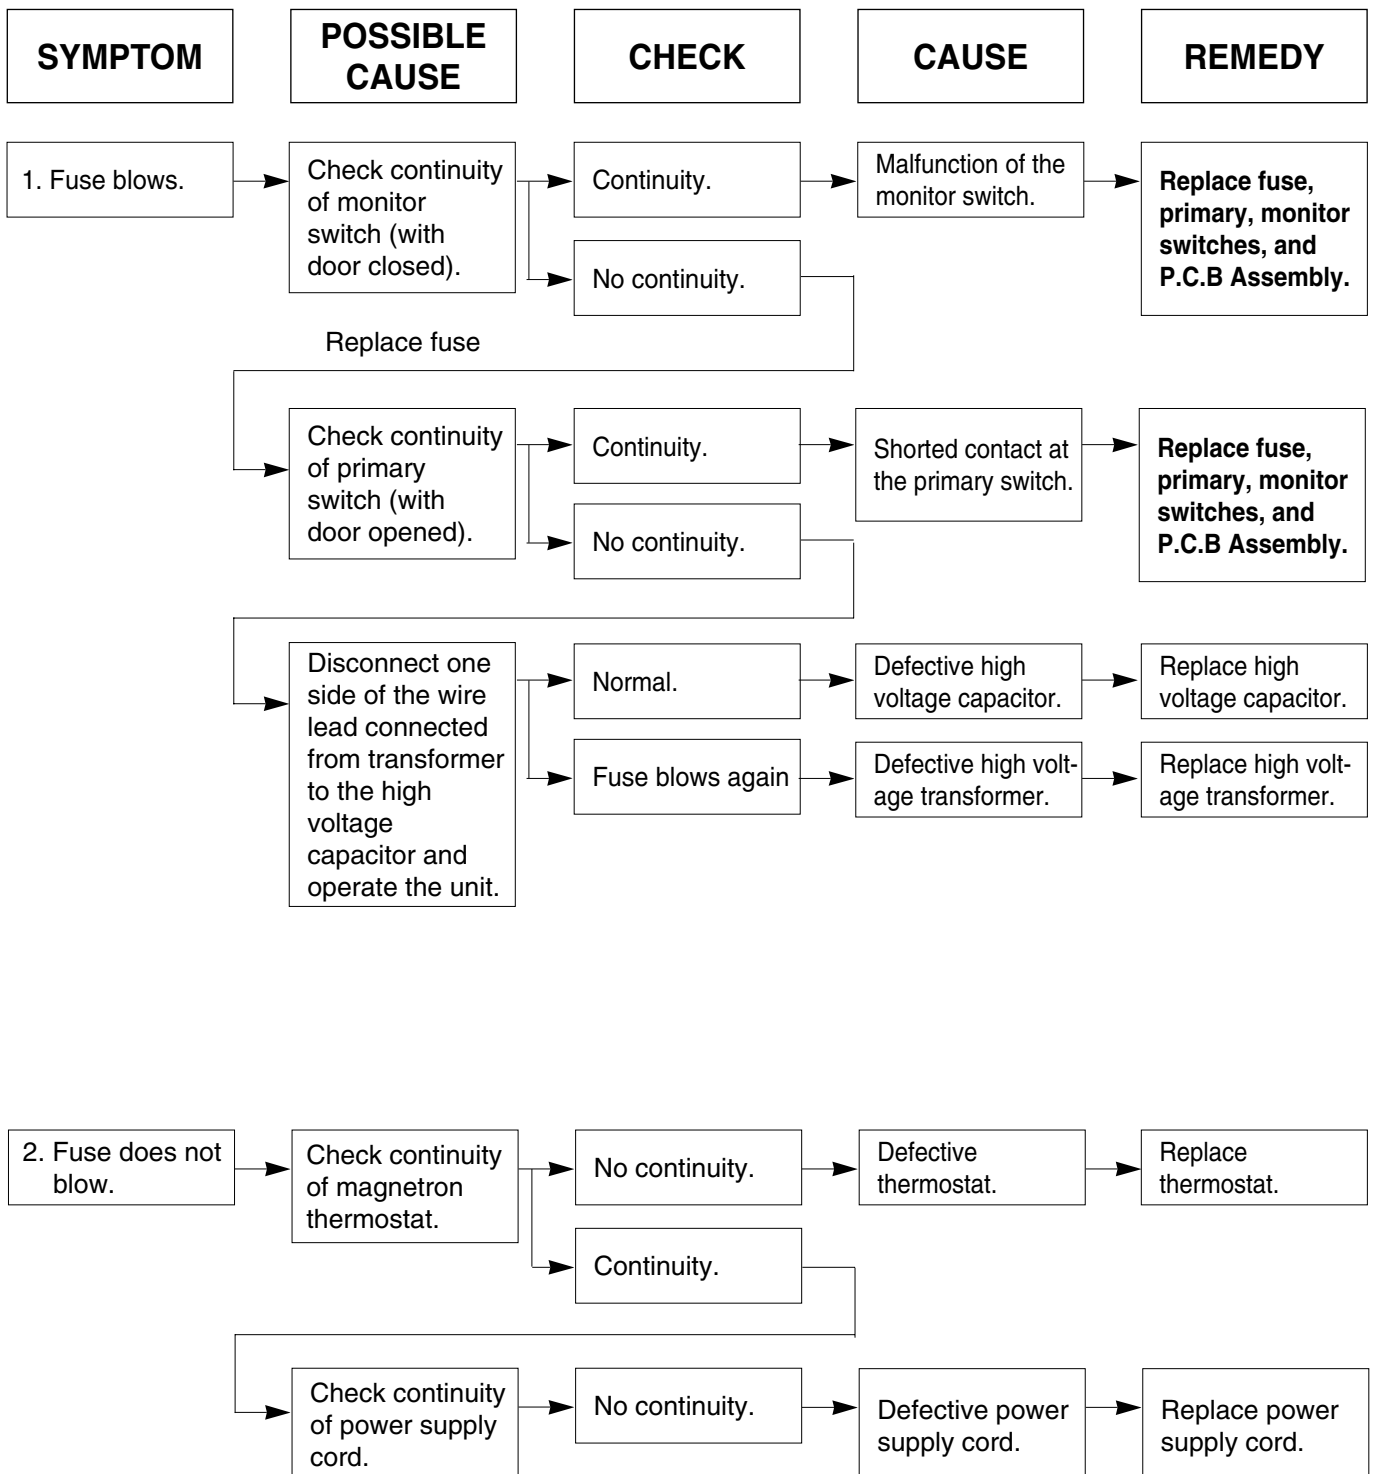 SYMPTOM
POSSIBLE
CAUSE
CHECK
CAUSE
REMEDY
1. Fuse blows.
Check continuity
of monitor
switch (with
door closed).
Continuity.
Malfunction of the
monitor switch.
Replace fuse,
primary, monitor
switches, and
P.C.B Assembly.
No continuity.
Replace fuse
Check continuity
of primary
switch (with
door opened).
Continuity.
Shorted contact at
the primary switch.
Replace fuse,
primary, monitor
switches, and
P.C.B Assembly.
No continuity.
Disconnect one
side of the wire
lead connected
from transformer
to the high
voltage
capacitor and
operate the unit.
Normal.
Defective high
voltage capacitor.
Replace high
voltage capacitor.
Fuse blows again
Defective high volt-
age transformer.
Replace high volt-
age transformer.
2. Fuse does not
blow.
Check continuity
of magnetron
thermostat.
No continuity.
Defective
thermostat.
Replace
thermostat.
Continuity.
Check continuity
of power supply
cord.
No continuity.
Defective power
supply cord.
Replace power
supply cord.